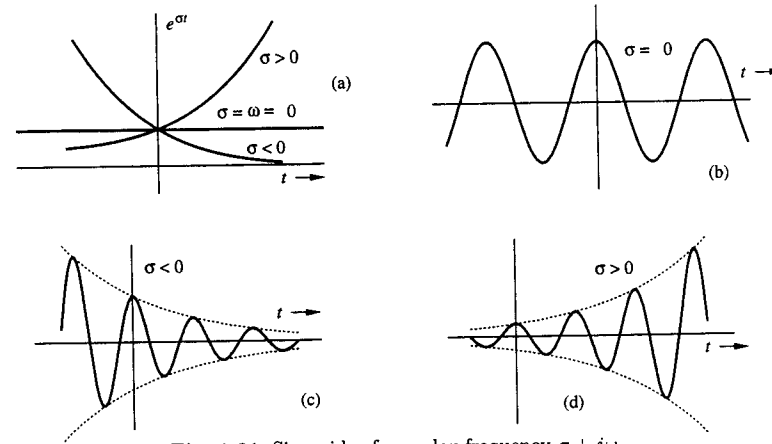 e^{σt}
σ > 0
(a)
σ = ω = 0
σ < 0
t →
σ = 0
t →
(b)
σ < 0
t →
(c)
σ > 0
t →
(d)